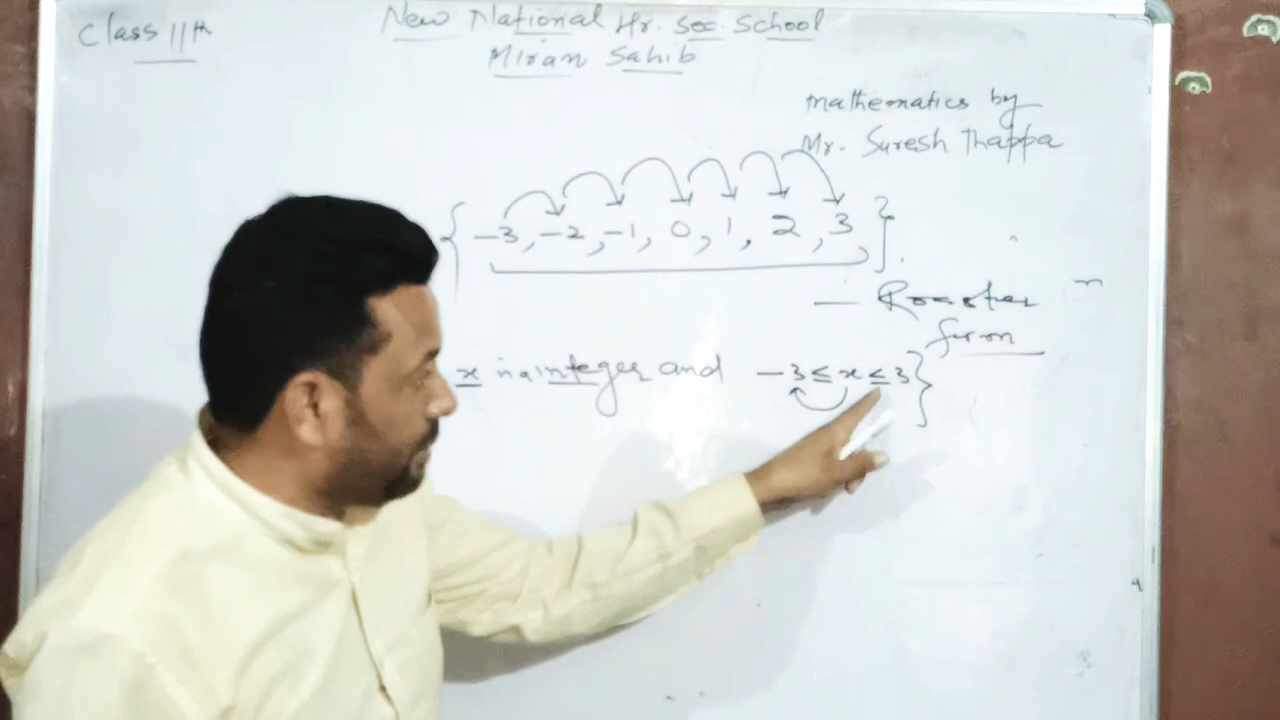 Class 11th
New National Hr. Sec. School
Miran Sahib
Mathematics by
Mr. Suresh Thappa
{ -3, -2, -1, 0, 1, 2, 3 }.
— Roaster
form
x is a integer and -3 ≤ x ≤ 3 }